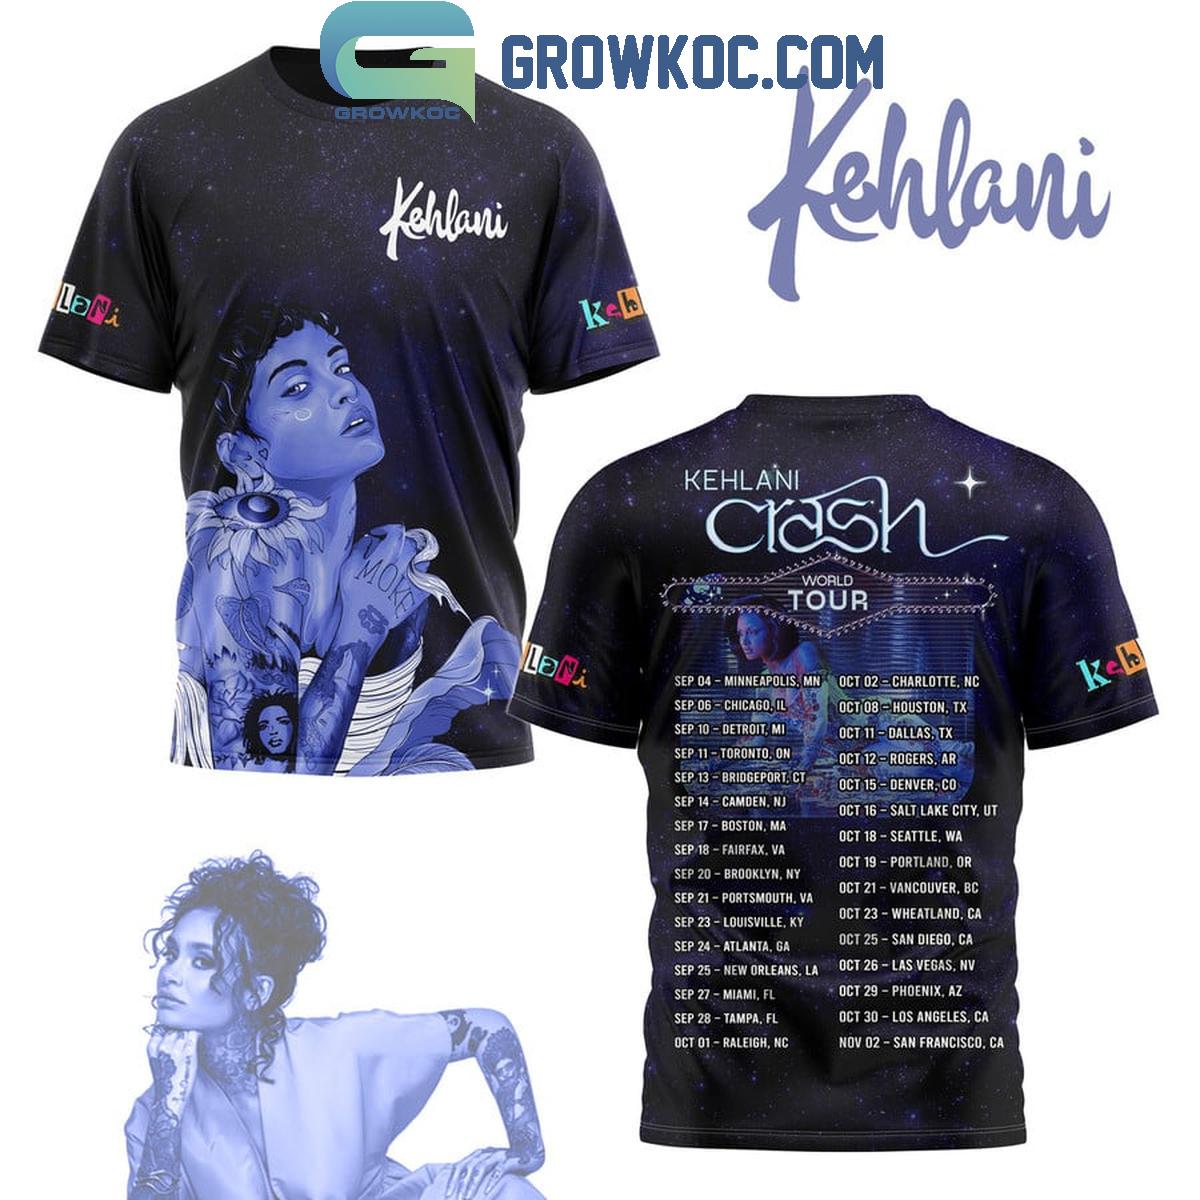 GROWKOC.COM
GROWKOC
Kehlani
Kehlani
Lani
Keh
KEHLANI
crash
WORLD
TOUR
MORE
Lani
Keh
SEP 04 – MINNEAPOLIS, MN
SEP 06 – CHICAGO, IL
SEP 10 – DETROIT, MI
SEP 11 – TORONTO, ON
SEP 13 – BRIDGEPORT, CT
SEP 14 – CAMDEN, NJ
SEP 17 – BOSTON, MA
SEP 18 – FAIRFAX, VA
SEP 20 – BROOKLYN, NY
SEP 21 – PORTSMOUTH, VA
SEP 23 – LOUISVILLE, KY
SEP 24 – ATLANTA, GA
SEP 25 – NEW ORLEANS, LA
SEP 27 – MIAMI, FL
SEP 28 – TAMPA, FL
OCT 01 – RALEIGH, NC
OCT 02 – CHARLOTTE, NC
OCT 08 – HOUSTON, TX
OCT 11 – DALLAS, TX
OCT 12 – ROGERS, AR
OCT 15 – DENVER, CO
OCT 16 – SALT LAKE CITY, UT
OCT 18 – SEATTLE, WA
OCT 19 – PORTLAND, OR
OCT 21 – VANCOUVER, BC
OCT 23 – WHEATLAND, CA
OCT 25 – SAN DIEGO, CA
OCT 26 – LAS VEGAS, NV
OCT 29 – PHOENIX, AZ
OCT 30 – LOS ANGELES, CA
NOV 02 – SAN FRANCISCO, CA